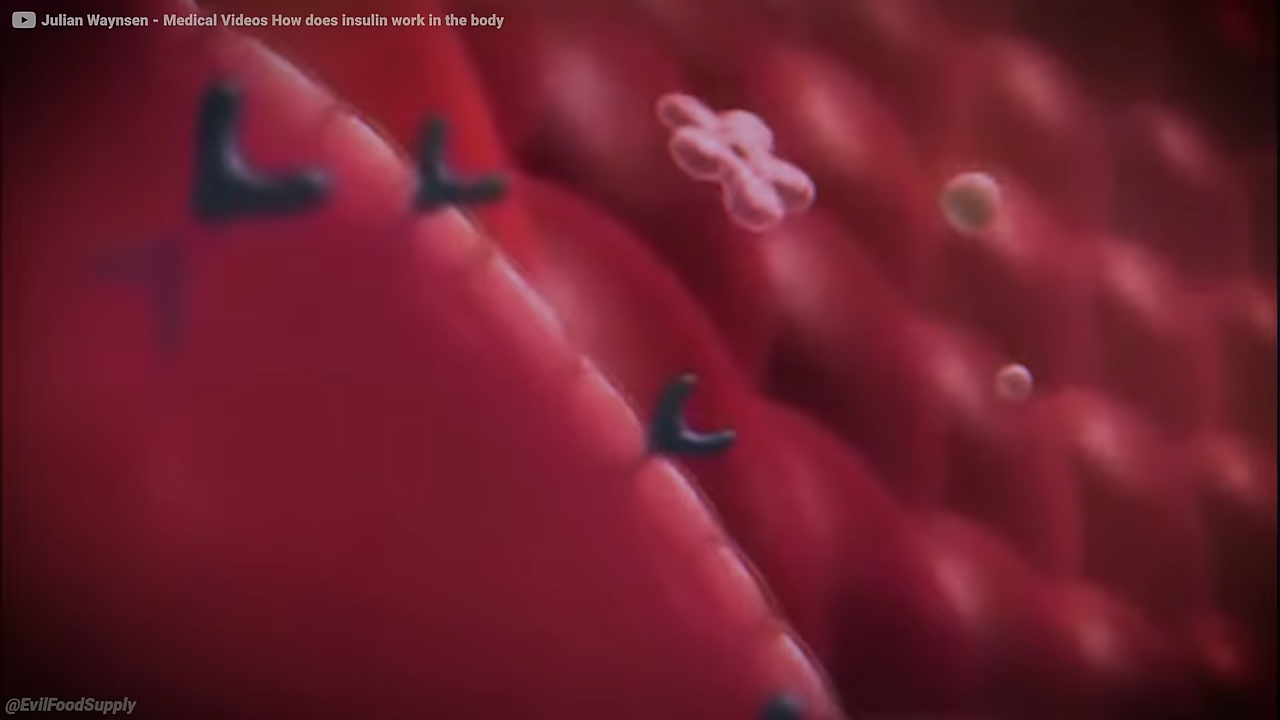 Julian Waynsen - Medical Videos How does insulin work in the body
@EvilFoodSupply